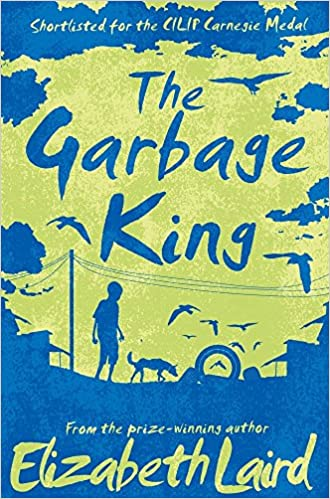 Shortlisted for the CILIP Carnegie Medal
The
Garbage
King
From the prize-winning author
Elizabeth Laird